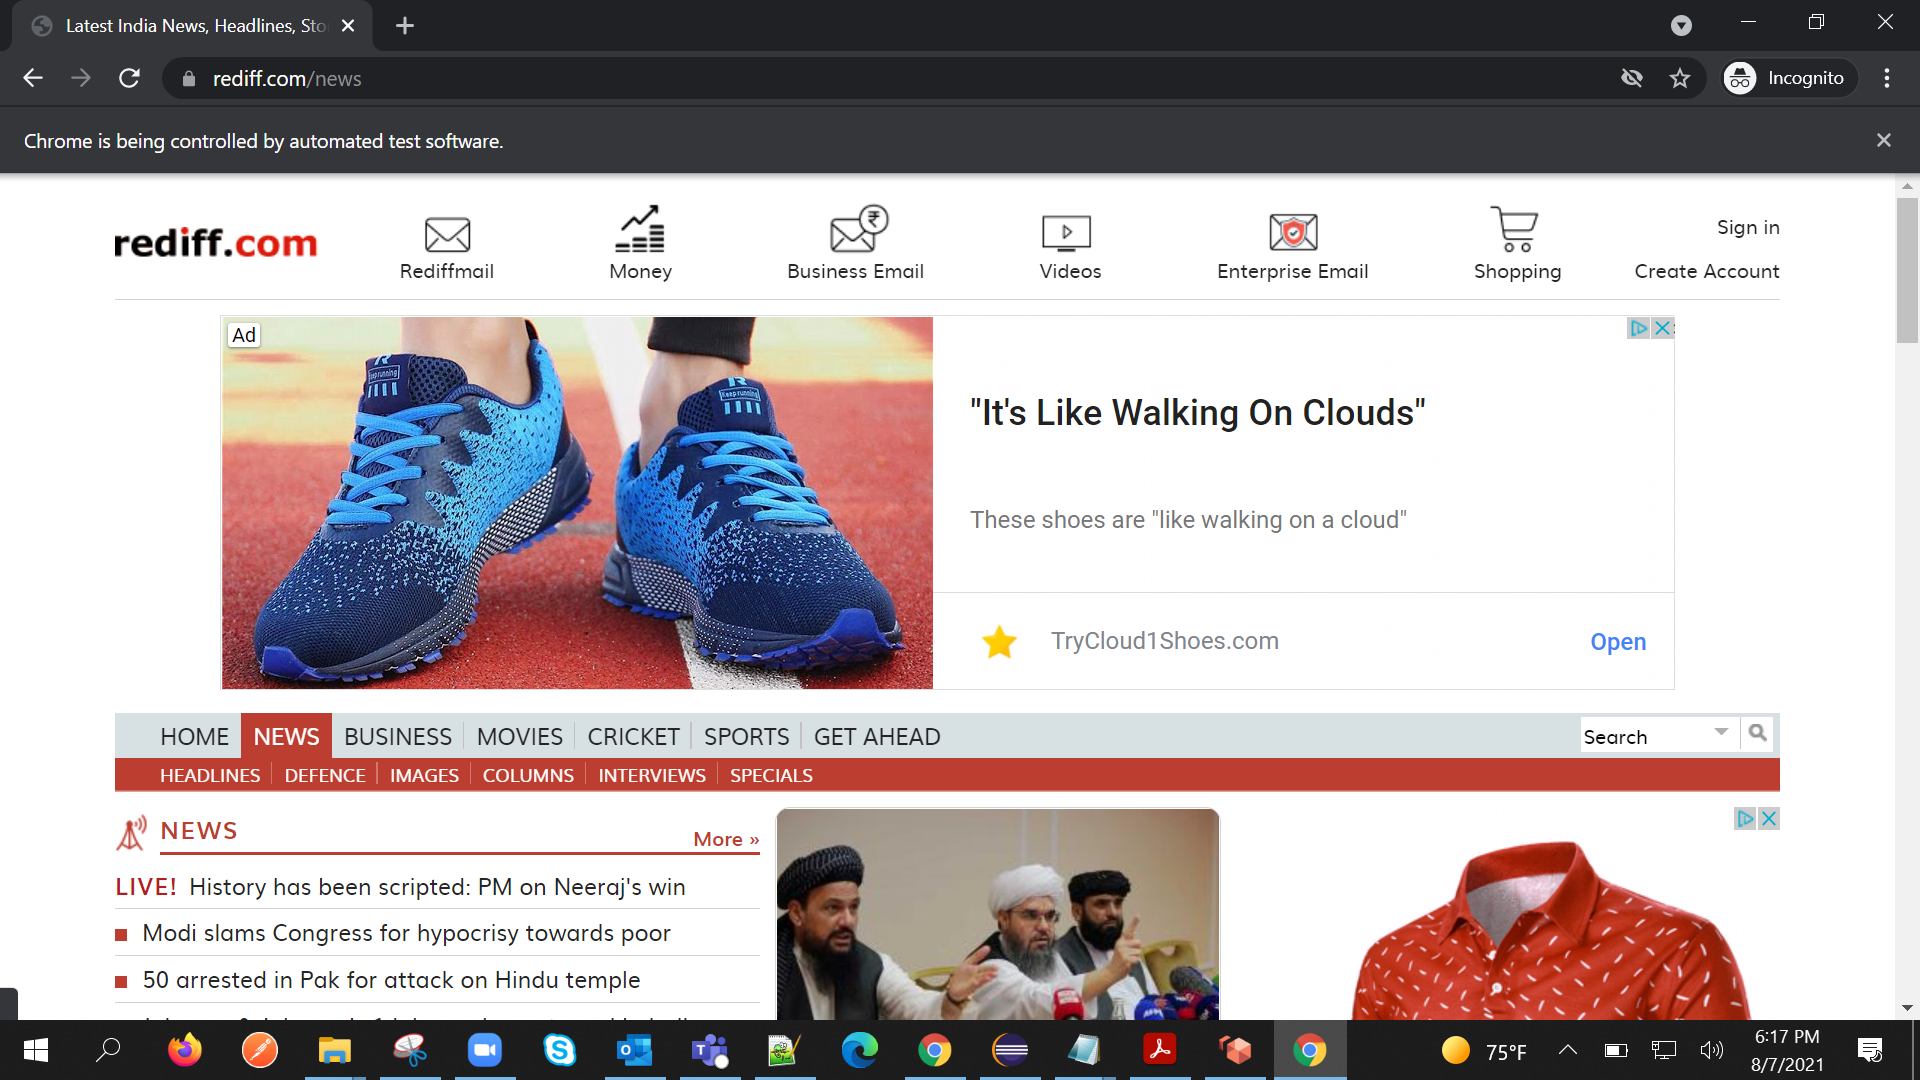 Latest India News, Headlines, Sto
rediff.com/news
Incognito
Chrome is being controlled by automated test software.
rediff.com
Rediffmail
Money
Business Email
Videos
Enterprise Email
Shopping
Sign in
Create Account
Ad
Keep running
Keep running
"It's Like Walking On Clouds"
These shoes are "like walking on a cloud"
TryCloud1Shoes.com
Open
HOME NEWS BUSINESS MOVIES CRICKET SPORTS GET AHEAD
Search
HEADLINES DEFENCE IMAGES COLUMNS INTERVIEWS SPECIALS
NEWS
More »
LIVE! History has been scripted: PM on Neeraj's win
Modi slams Congress for hypocrisy towards poor
50 arrested in Pak for attack on Hindu temple
75°F
6:17 PM
8/7/2021